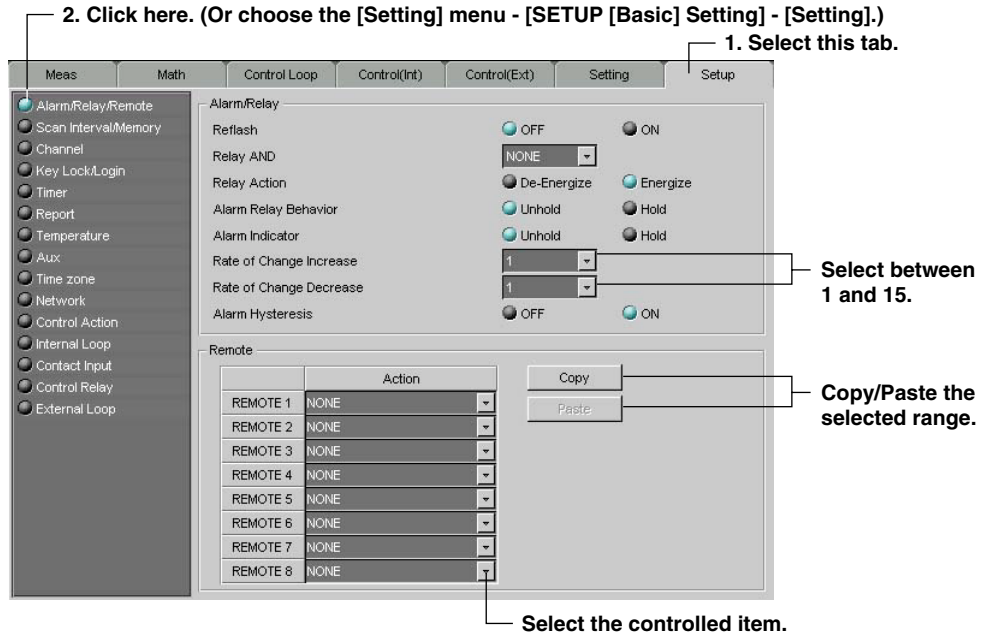 2. Click here. (Or choose the [Setting] menu - [SETUP [Basic] Setting] - [Setting].)
1. Select this tab.
Meas Math Control Loop Control(Int) Control(Ext) Setting Setup
Alarm/Relay/Remote
Scan Interval/Memory
Channel
Key Lock/Login
Timer
Report
Temperature
Aux
Time zone
Network
Control Action
Internal Loop
Contact Input
Control Relay
External Loop
Alarm/Relay
Reflash OFF ON
Relay AND NONE
Relay Action De-Energize Energize
Alarm Relay Behavior Unhold Hold
Alarm Indicator Unhold Hold
Rate of Change Increase 1
Rate of Change Decrease 1
Alarm Hysteresis OFF ON
Select between
1 and 15.
Remote
Action
REMOTE 1 NONE
REMOTE 2 NONE
REMOTE 3 NONE
REMOTE 4 NONE
REMOTE 5 NONE
REMOTE 6 NONE
REMOTE 7 NONE
REMOTE 8 NONE
Copy
Paste
Copy/Paste the
selected range.
Select the controlled item.